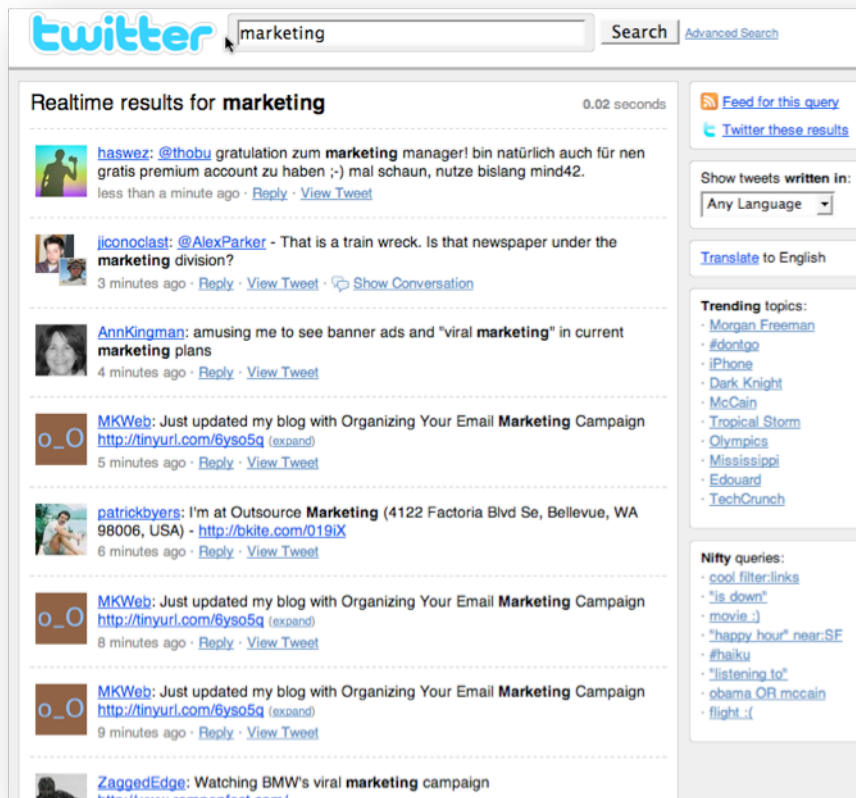 twitter
marketing
Search
Advanced Search
Realtime results for marketing
0.02 seconds
haswez: @thobu gratulation zum marketing manager! bin natürlich auch für nen
gratis premium account zu haben ;-) mal schaun, nutze bislang mind42.
less than a minute ago · Reply · View Tweet
jiconoclast: @AlexParker - That is a train wreck. Is that newspaper under the
marketing division?
3 minutes ago · Reply · View Tweet · Show Conversation
AnnKingman: amusing me to see banner ads and "viral marketing" in current
marketing plans
4 minutes ago · Reply · View Tweet
o_O
MKWeb: Just updated my blog with Organizing Your Email Marketing Campaign
http://tinyurl.com/6yso5q (expand)
5 minutes ago · Reply · View Tweet
patrickbyers: I'm at Outsource Marketing (4122 Factoria Blvd Se, Bellevue, WA
98006, USA) - http://bkite.com/019iX
6 minutes ago · Reply · View Tweet
o_O
MKWeb: Just updated my blog with Organizing Your Email Marketing Campaign
http://tinyurl.com/6yso5q (expand)
8 minutes ago · Reply · View Tweet
o_O
MKWeb: Just updated my blog with Organizing Your Email Marketing Campaign
http://tinyurl.com/6yso5q (expand)
9 minutes ago · Reply · View Tweet
ZaggedEdge: Watching BMW's viral marketing campaign
Feed for this query
Twitter these results
Show tweets written in:
Any Language
Translate to English
Trending topics:
· Morgan Freeman
· #dontgo
· iPhone
· Dark Knight
· McCain
· Tropical Storm
· Olympics
· Mississippi
· Edouard
· TechCrunch
Nifty queries:
· cool filter:links
· "is down"
· movie :)
· "happy hour" near:SF
· #haiku
· "listening to"
· obama OR mccain
· flight :(